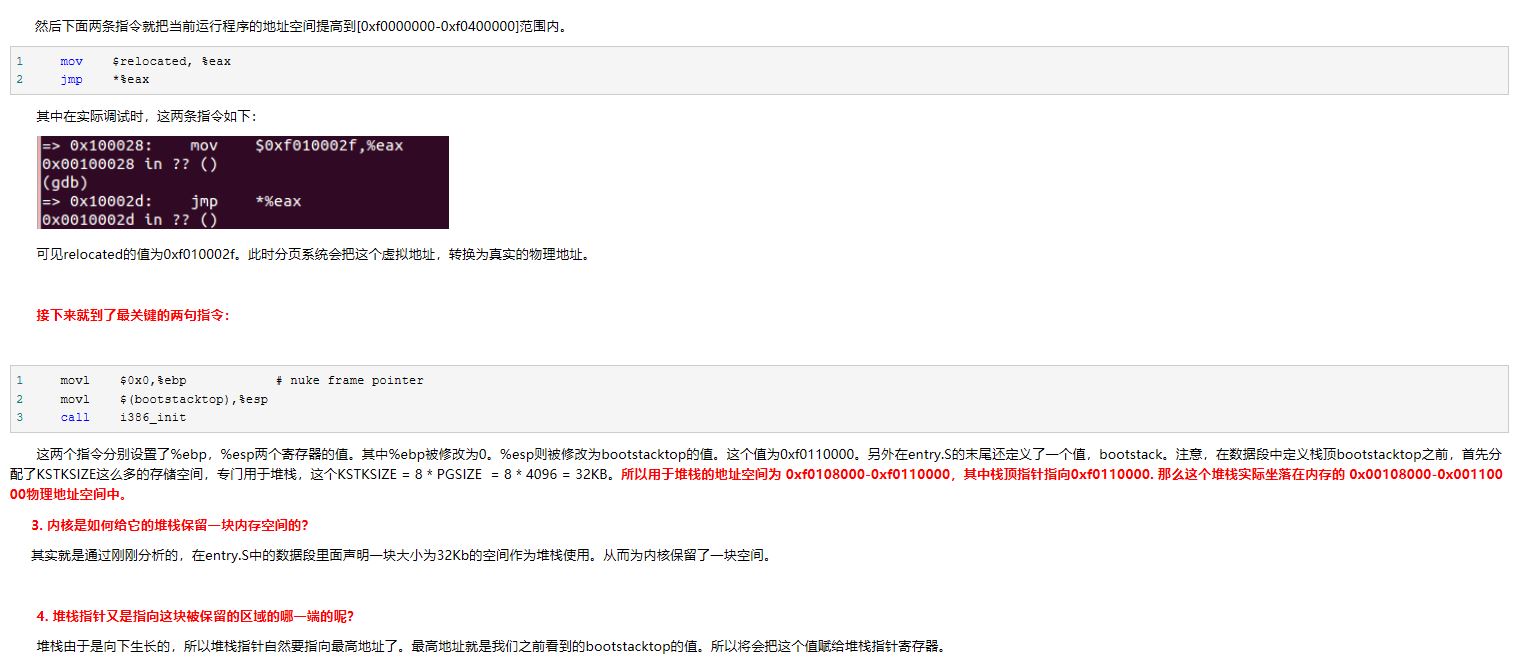 然后下面两条指令就把当前运行程序的地址空间提高到[0xf0000000-0xf0400000]范围内。
1 mov $relocated, %eax
2 jmp *%eax
其中在实际调试时，这两条指令如下：
=> 0x100028: mov $0xf010002f,%eax
0x00100028 in ?? ()
(gdb)
=> 0x10002d: jmp *%eax
0x0010002d in ?? ()
可见relocated的值为0xf010002f。此时分页系统会把这个虚拟地址，转换为真实的物理地址。
接下来就到了最关键的两句指令：
1 movl $0x0,%ebp # nuke frame pointer
2 movl $(bootstacktop),%esp
3 call i386_init
这两个指令分别设置了%ebp，%esp两个寄存器的值。其中%ebp被修改为0。%esp则被修改为bootstacktop的值。这个值为0xf0110000。另外在entry.S的末尾还定义了一个值，bootstack。注意，在数据段中定义栈顶bootstacktop之前，首先分
配了KSTKSIZE这么多的存储空间，专门用于堆栈，这个KSTKSIZE = 8 * PGSIZE = 8 * 4096 = 32KB。所以用于堆栈的地址空间为 0xf0108000-0xf0110000，其中栈顶指针指向0xf0110000. 那么这个堆栈实际坐落在内存的 0x00108000-0x001100
00物理地址空间中。
3. 内核是如何给它的堆栈保留一块内存空间的？
其实就是通过刚刚分析的，在entry.S中的数据段里面声明一块大小为32Kb的空间作为堆栈使用。从而为内核保留了一块空间。
4. 堆栈指针又是指向这块被保留的区域的哪一端的呢？
堆栈由于是向下生长的，所以堆栈指针自然要指向最高地址了。最高地址就是我们之前看到的bootstacktop的值。所以将会把这个值赋给堆栈指针寄存器。